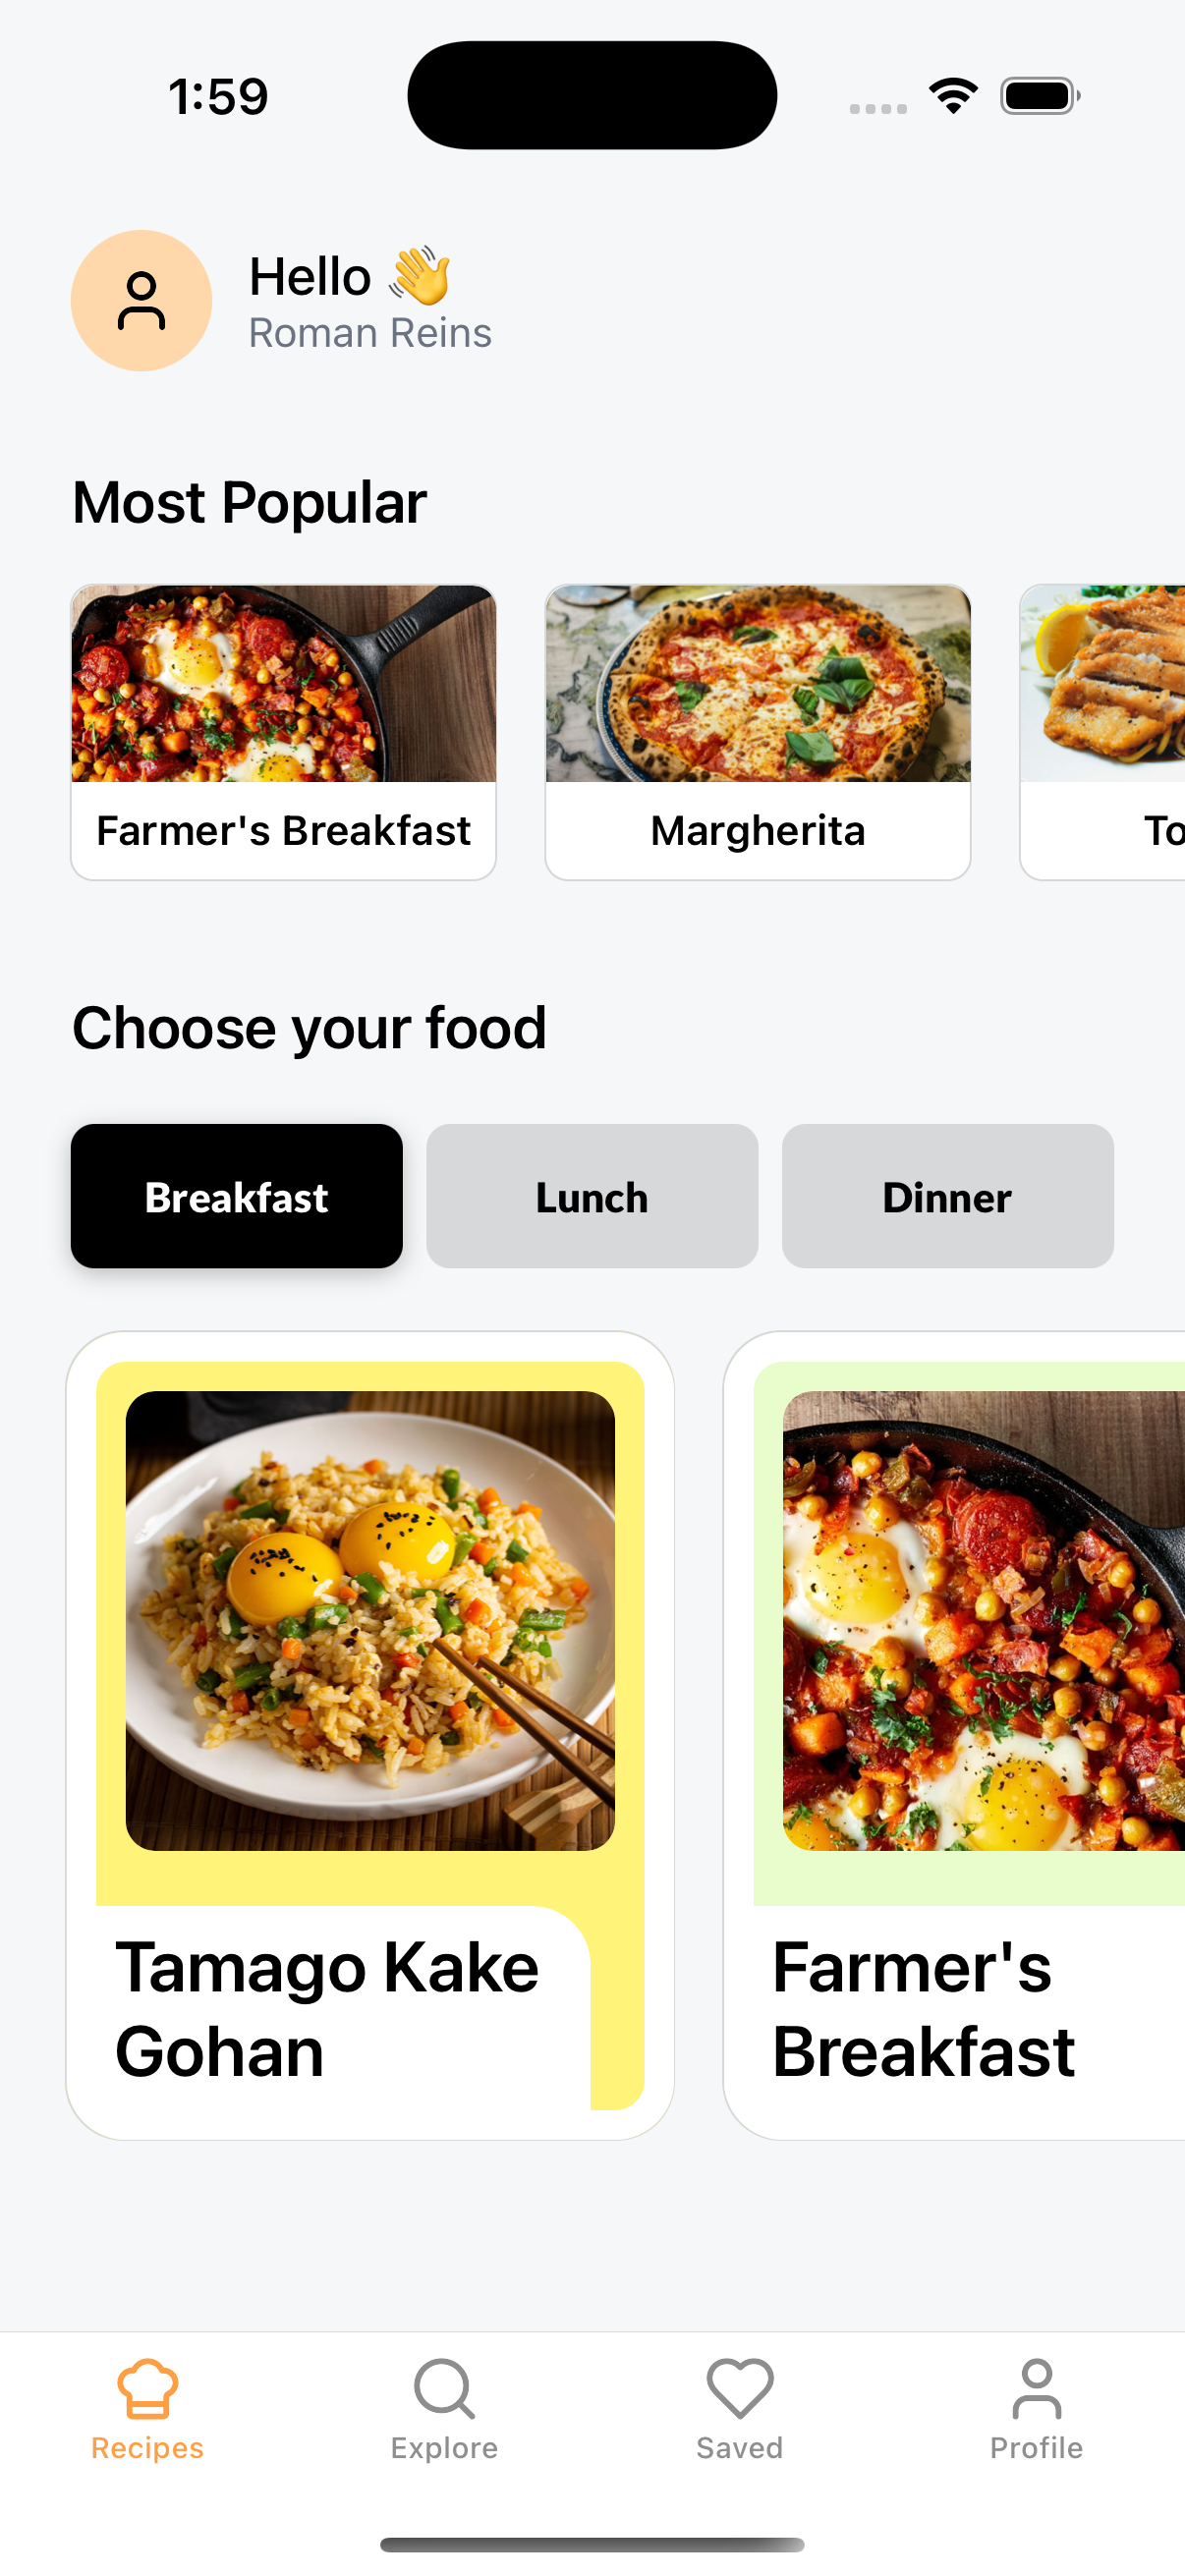 1:59
Hello 👋
Roman Reins
Most Popular
Farmer's Breakfast
Margherita
To
Choose your food
Breakfast
Lunch
Dinner
Tamago Kake
Gohan
Farmer's
Breakfast
Recipes
Explore
Saved
Profile